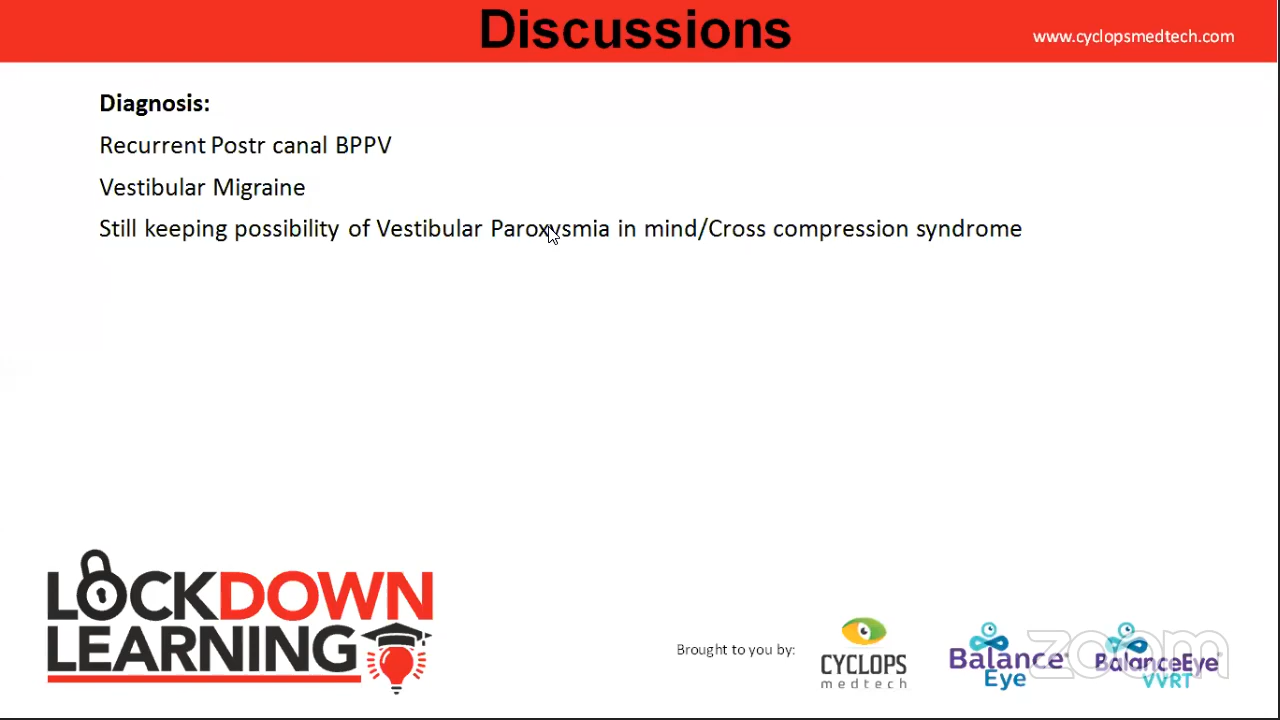 Discussions
www.cyclopsmedtech.com
Diagnosis:
Recurrent Postr canal BPPV
Vestibular Migraine
Still keeping possibility of Vestibular Paroxysmia in mind/Cross compression syndrome
LOCKDOWN
LEARNING
Brought to you by:
CYCLOPS
medtech
Balance
Eye
BalanceEye
VVRT
zoom